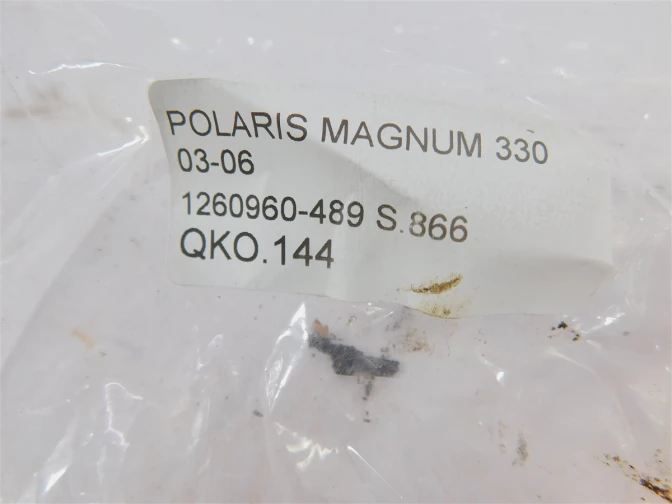 POLARIS MAGNUM 330
03-06
1260960-489 S.866
QKO.144